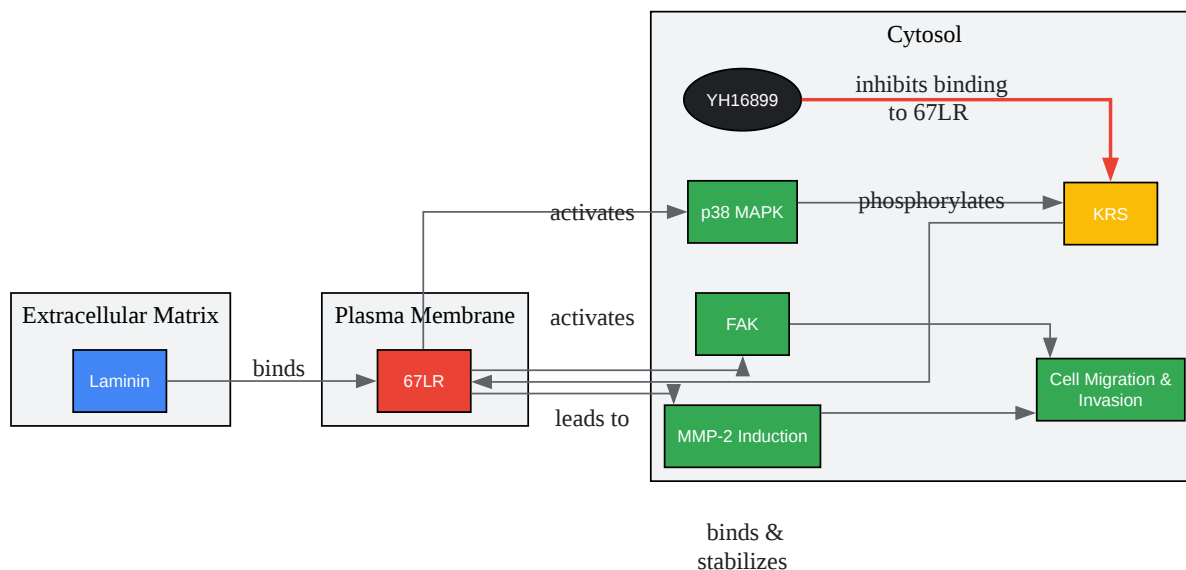 Cytosol
YH16899
inhibits binding
to 67LR
p38 MAPK
activates
phosphorylates
KRS
Extracellular Matrix
Plasma Membrane
activates
FAK
Laminin
binds
67LR
Cell Migration &
Invasion
leads to
MMP-2 Induction
binds &
stabilizes